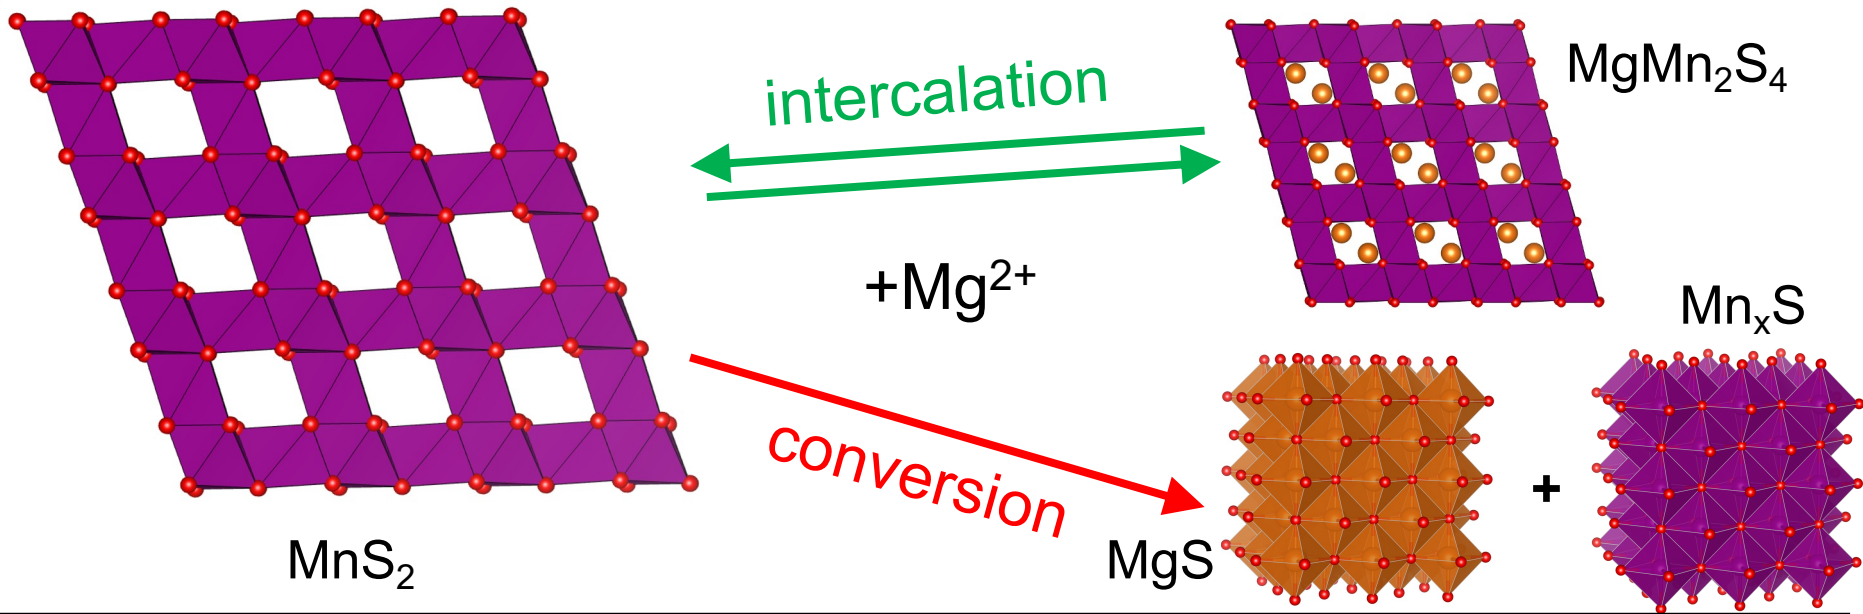 intercalation
MgMn₂S₄
+Mg²⁺
MnₓS
conversion
MnS₂
MgS
+